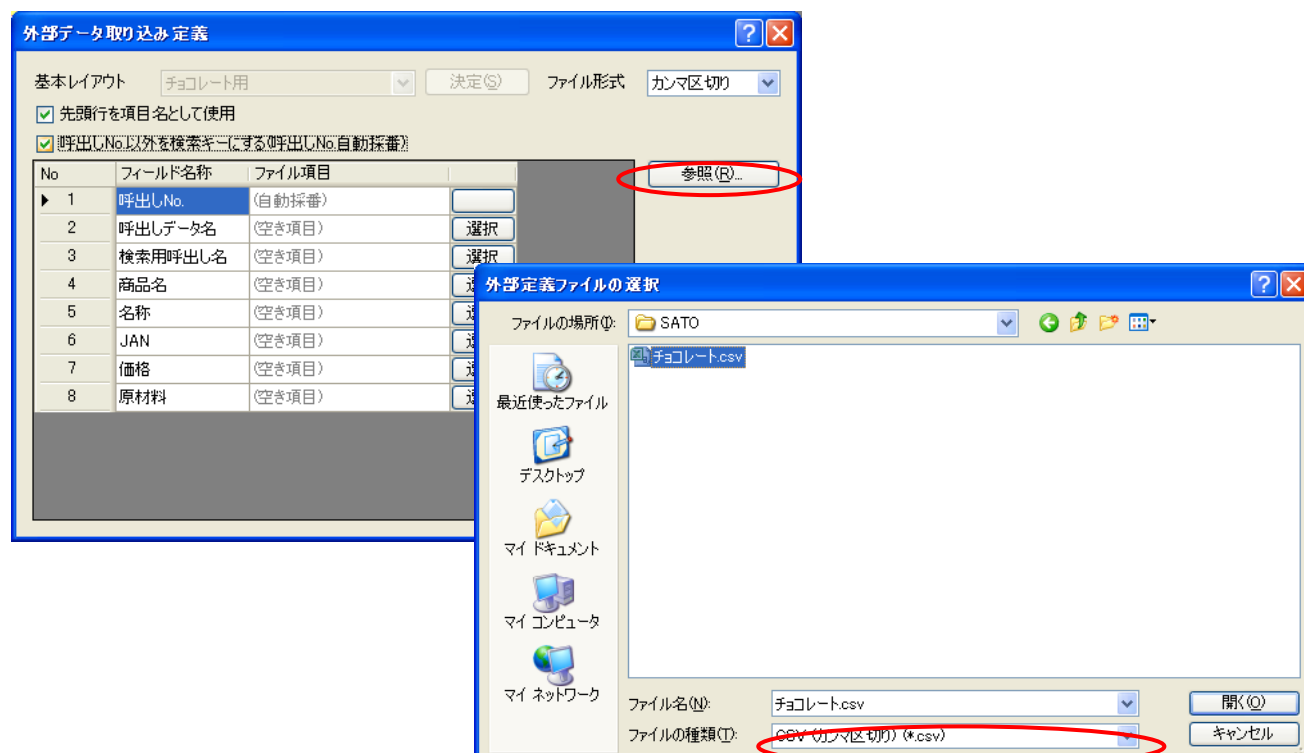 外部データ取り込み定義
基本レイアウト チョコレート用 決定(S) ファイル形式 カンマ区切り
先頭行を項目名として使用
呼出しNo.以外を検索キーにする(呼出しNo.自動採番)
No フィールド名称 ファイル項目
参照(R)...
1 呼出しNo. (自動採番)
2 呼出しデータ名 (空き項目) 選択
3 検索用呼出し名 (空き項目) 選択
4 商品名 (空き項目)
5 名称 (空き項目)
6 JAN (空き項目)
7 価格 (空き項目)
8 原材料 (空き項目)
外部定義ファイルの選択
ファイルの場所(I): SATO
チョコレート.csv
最近使ったファイル
デスクトップ
マイ ドキュメント
マイ コンピュータ
マイ ネットワーク
ファイル名(N): チョコレート.csv 開く(O)
ファイルの種類(T): CSV (カンマ区切り) (*.csv) キャンセル